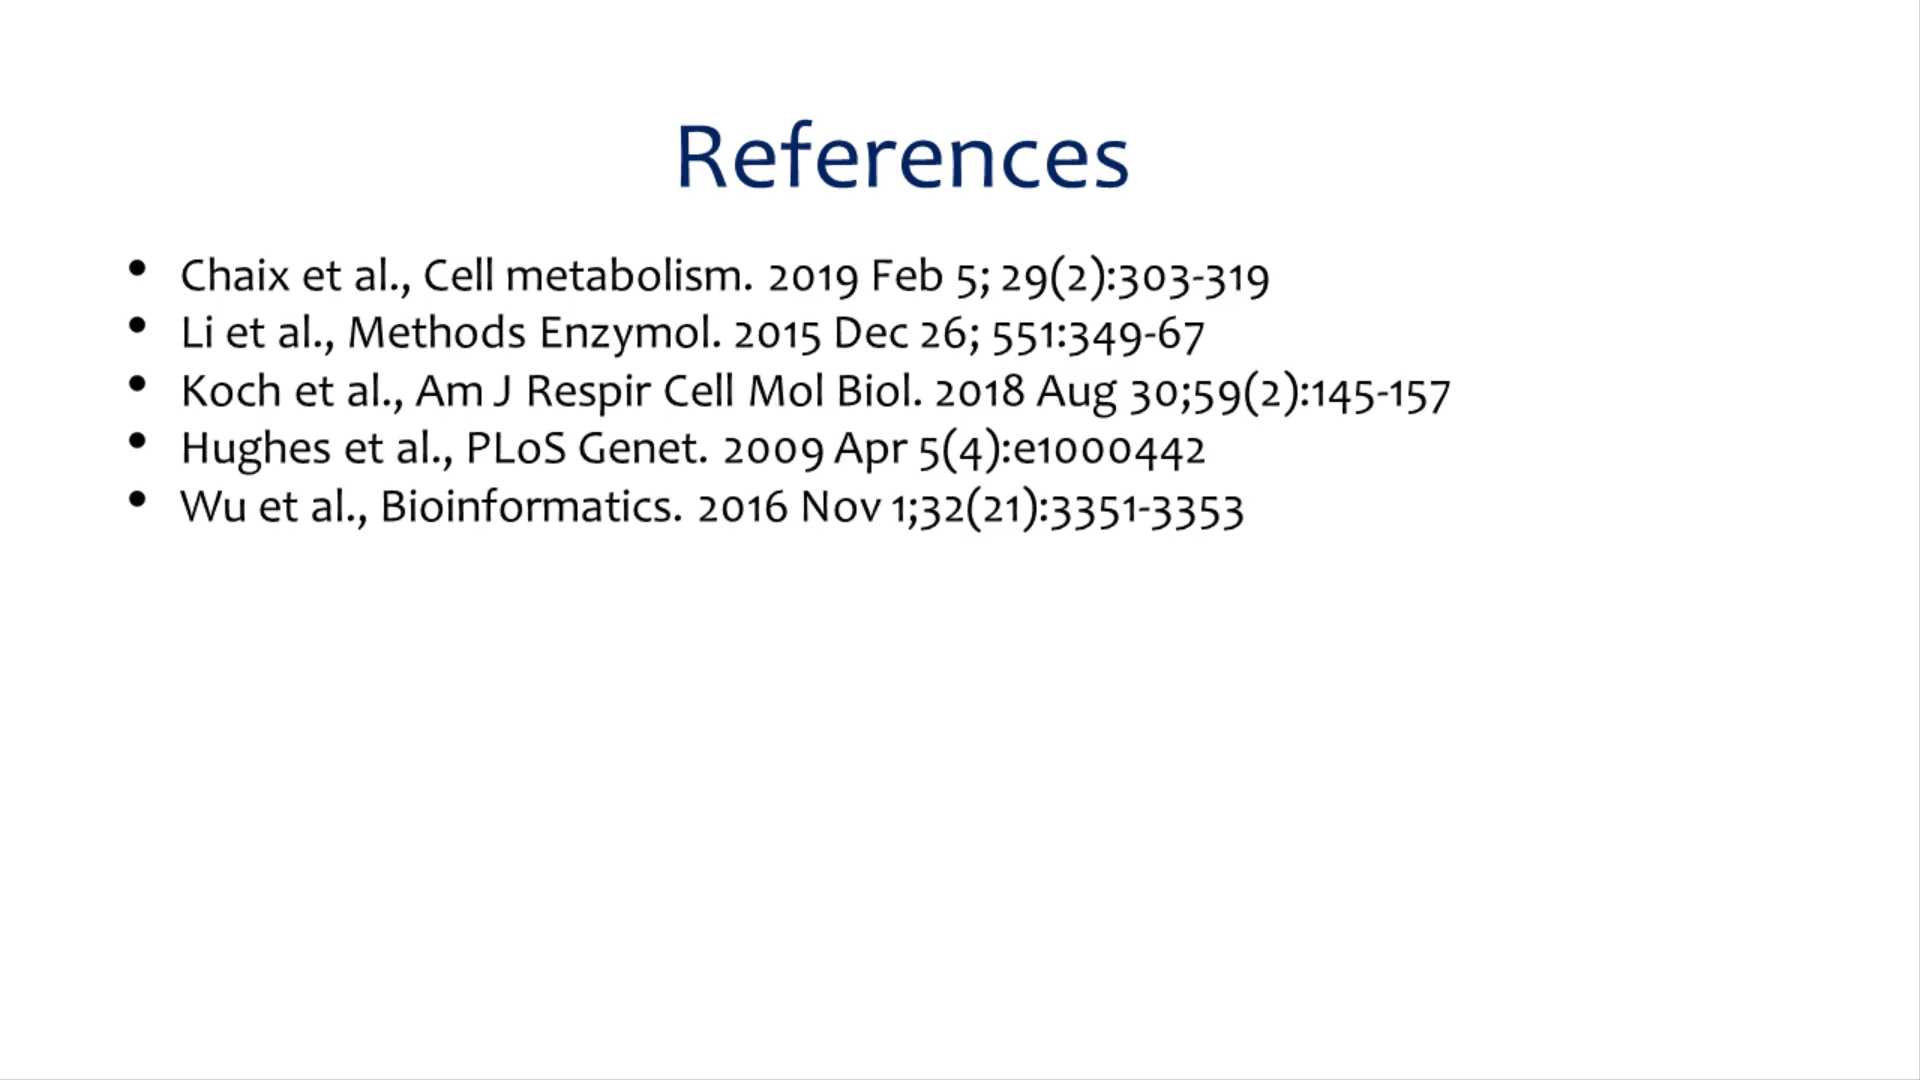 References
• Chaix et al., Cell metabolism. 2019 Feb 5; 29(2):303-319
• Li et al., Methods Enzymol. 2015 Dec 26; 551:349-67
• Koch et al., Am J Respir Cell Mol Biol. 2018 Aug 30;59(2):145-157
• Hughes et al., PLoS Genet. 2009 Apr 5(4):e1000442
• Wu et al., Bioinformatics. 2016 Nov 1;32(21):3351-3353